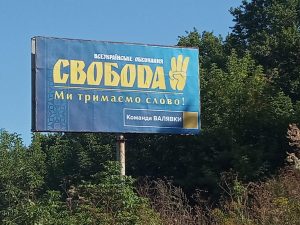 ВСЕУКРАЇНСЬКЕ ОБ'ЄДНАННЯ
СВОБОДА
Ми тримаємо слово!
Команди ВАЛЯВКИ